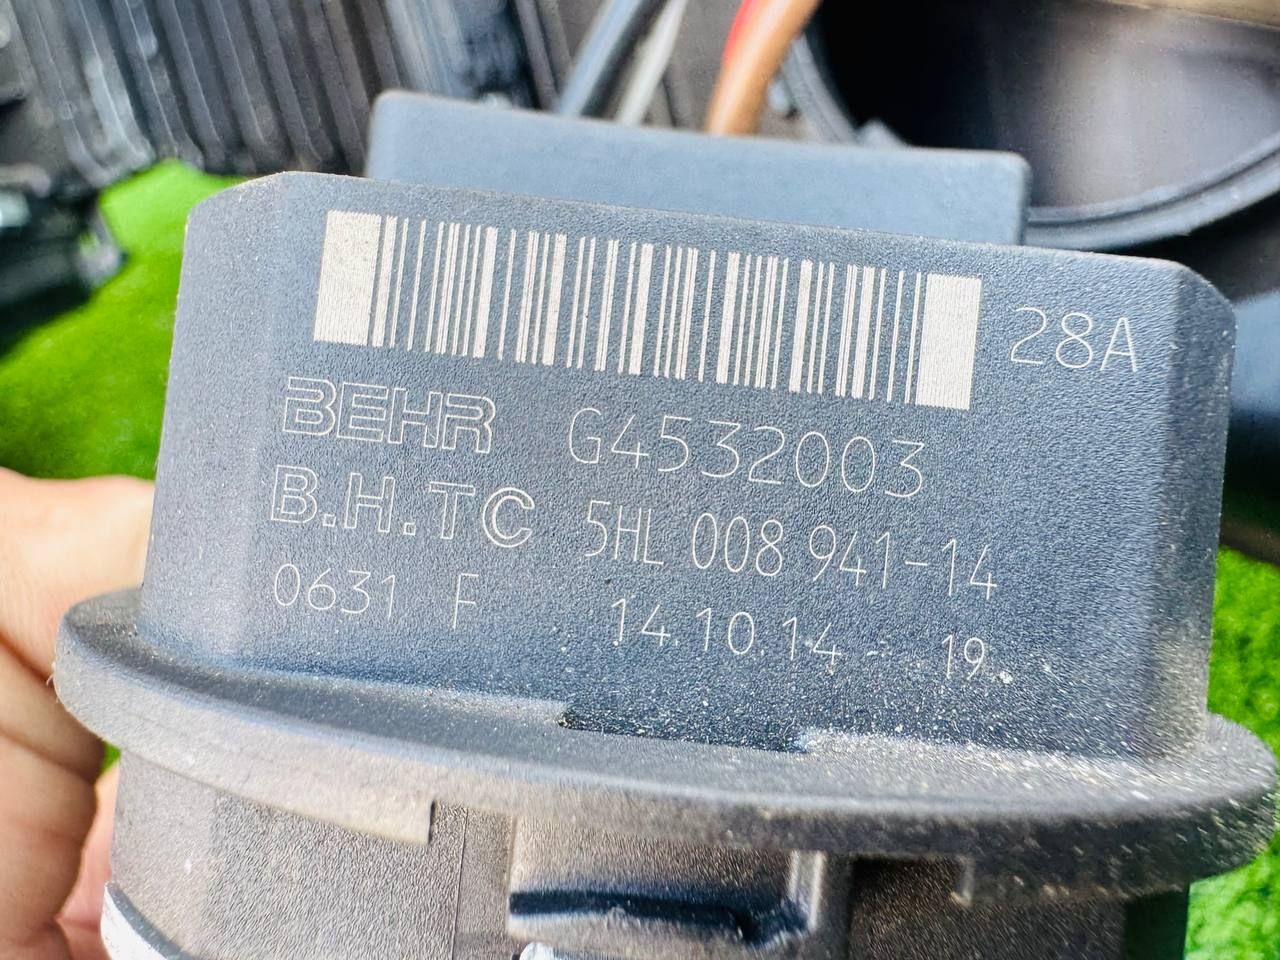 28A
BEHR G4532003
B.H.TC 5HL 008 941-14
0631 F 14.10.14 - 19.